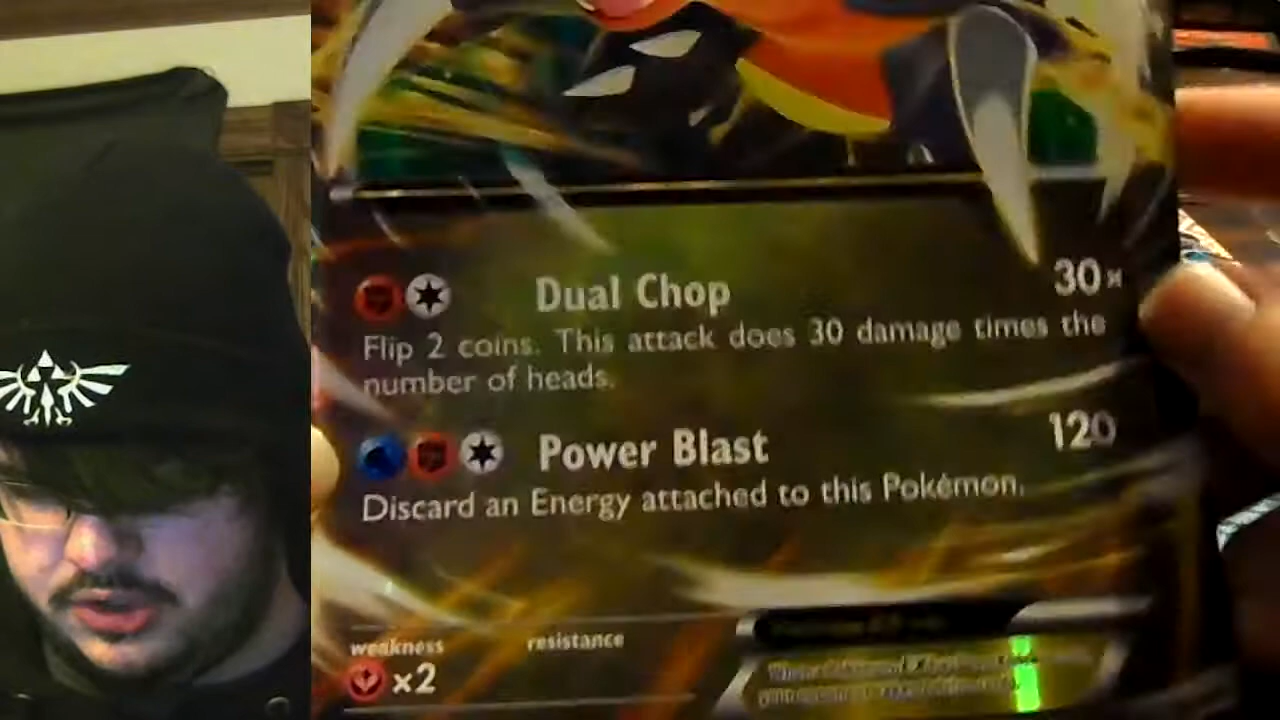 Dual Chop 30×
Flip 2 coins. This attack does 30 damage times the
number of heads.
Power Blast 120
Discard an Energy attached to this Pokémon.
weakness resistance
×2